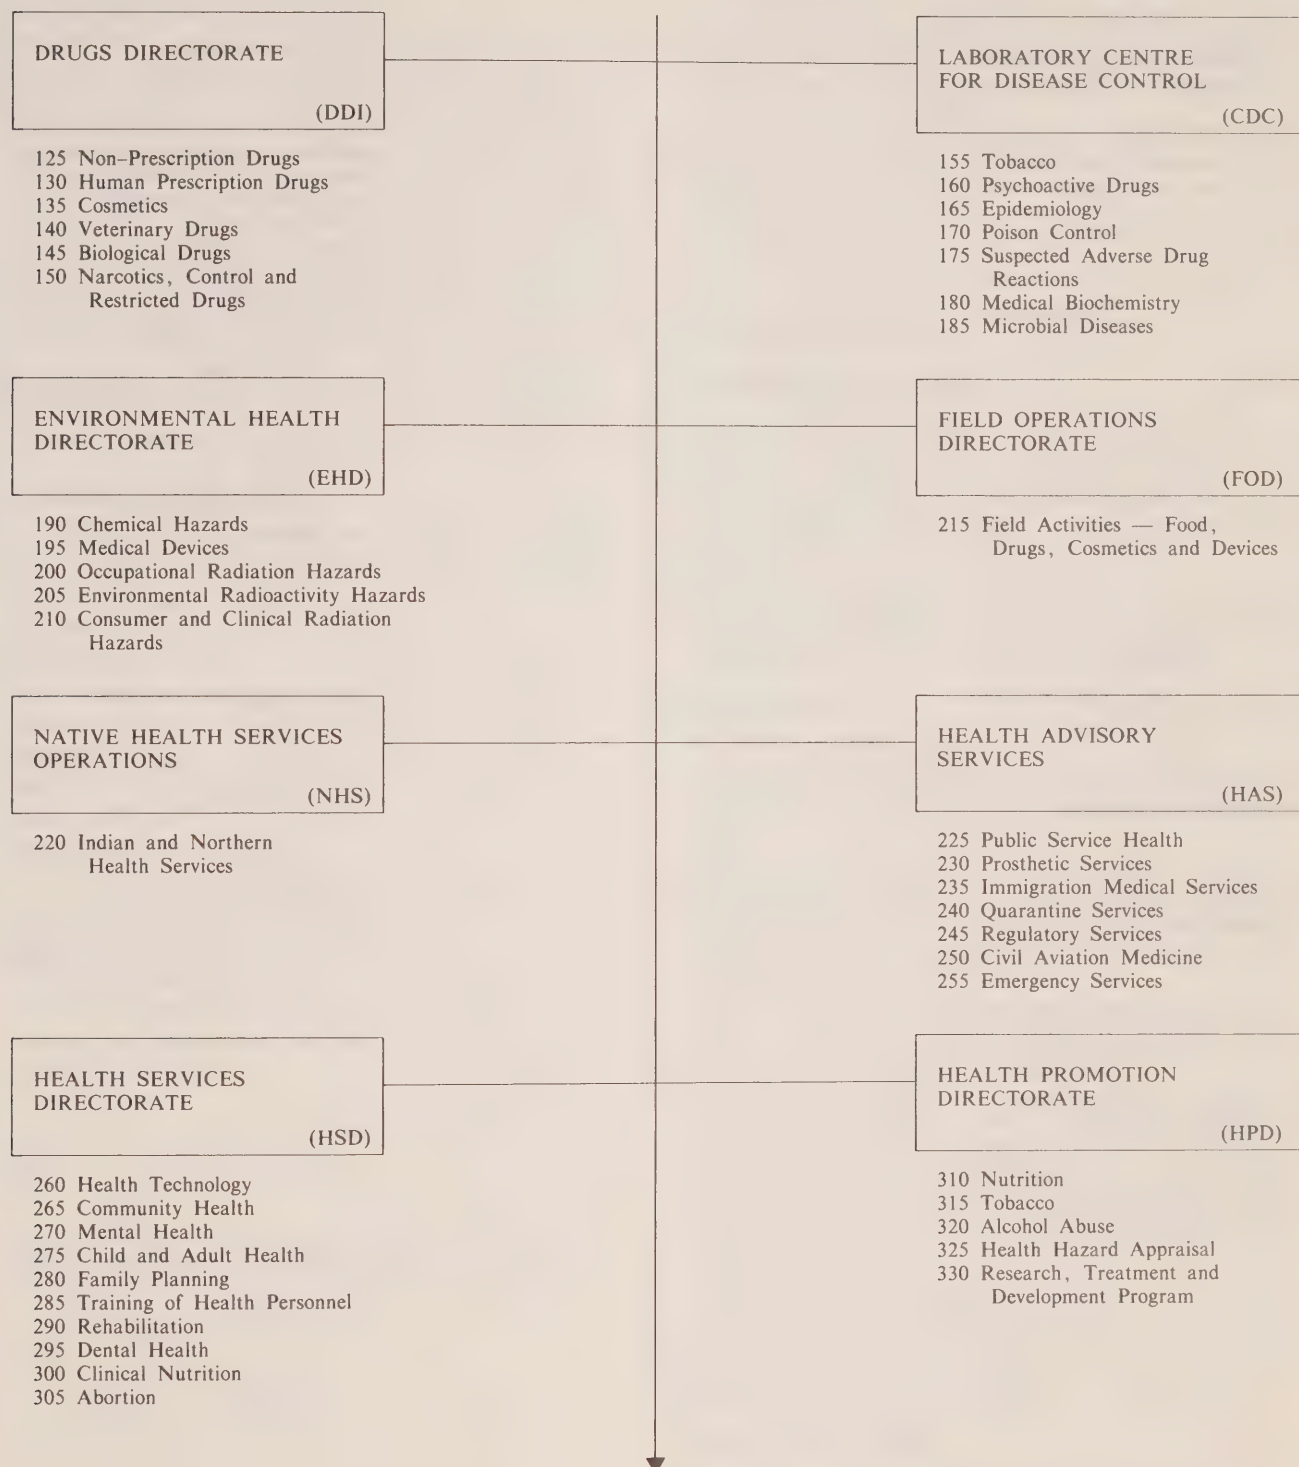 DRUGS DIRECTORATE
(DDI)
125 Non-Prescription Drugs
130 Human Prescription Drugs
135 Cosmetics
140 Veterinary Drugs
145 Biological Drugs
150 Narcotics, Control and
Restricted Drugs
LABORATORY CENTRE
FOR DISEASE CONTROL
(CDC)
155 Tobacco
160 Psychoactive Drugs
165 Epidemiology
170 Poison Control
175 Suspected Adverse Drug
Reactions
180 Medical Biochemistry
185 Microbial Diseases
ENVIRONMENTAL HEALTH
DIRECTORATE
(EHD)
190 Chemical Hazards
195 Medical Devices
200 Occupational Radiation Hazards
205 Environmental Radioactivity Hazards
210 Consumer and Clinical Radiation
Hazards
FIELD OPERATIONS
DIRECTORATE
(FOD)
215 Field Activities — Food,
Drugs, Cosmetics and Devices
NATIVE HEALTH SERVICES
OPERATIONS
(NHS)
220 Indian and Northern
Health Services
HEALTH ADVISORY
SERVICES
(HAS)
225 Public Service Health
230 Prosthetic Services
235 Immigration Medical Services
240 Quarantine Services
245 Regulatory Services
250 Civil Aviation Medicine
255 Emergency Services
HEALTH SERVICES
DIRECTORATE
(HSD)
260 Health Technology
265 Community Health
270 Mental Health
275 Child and Adult Health
280 Family Planning
285 Training of Health Personnel
290 Rehabilitation
295 Dental Health
300 Clinical Nutrition
305 Abortion
HEALTH PROMOTION
DIRECTORATE
(HPD)
310 Nutrition
315 Tobacco
320 Alcohol Abuse
325 Health Hazard Appraisal
330 Research, Treatment and
Development Program